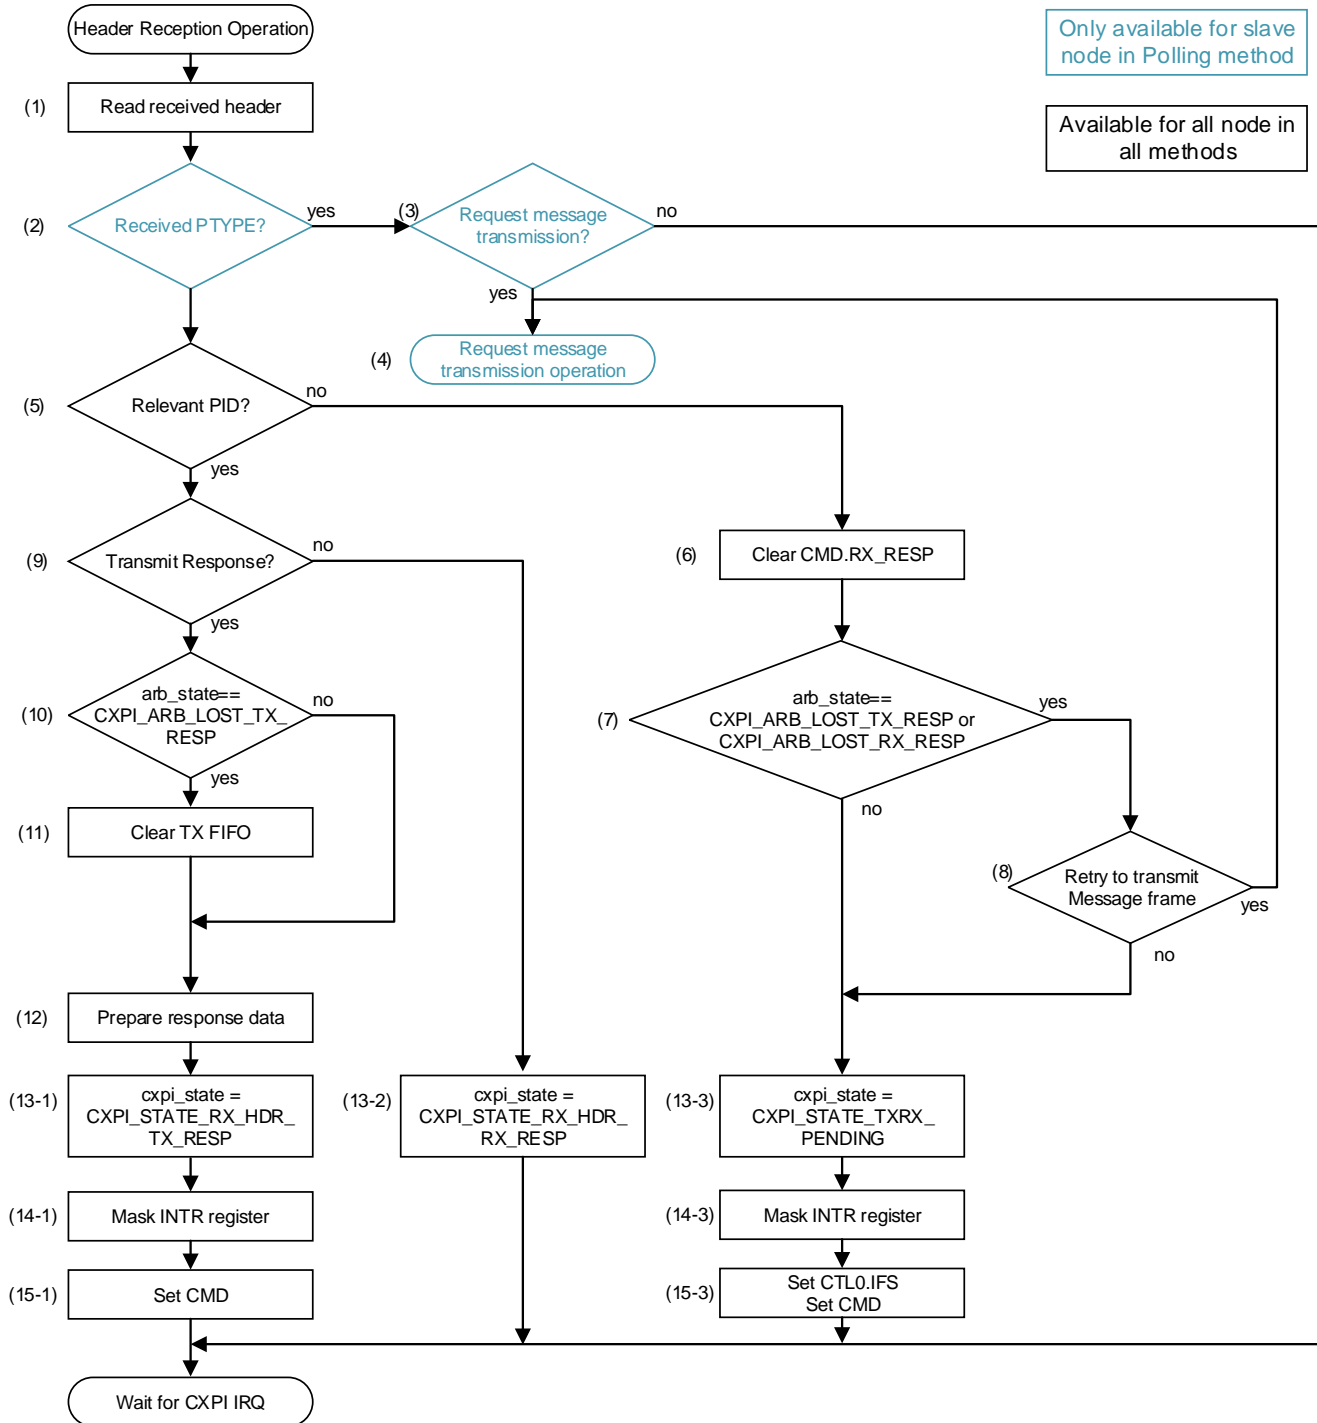 Header Reception Operation
Only available for slave
node in Polling method
(1)
Read received header
Available for all node in
all methods
(2)
Received PTYPE?
yes
(3)
Request message
transmission?
no
yes
(4)
Request message
transmission operation
(5)
Relevant PID?
no
yes
(9)
Transmit Response?
no
yes
(6)
Clear CMD.RX_RESP
(10)
arb_state==
CXPI_ARB_LOST_TX_
RESP
no
yes
(7)
arb_state==
CXPI_ARB_LOST_TX_RESP or
CXPI_ARB_LOST_RX_RESP
yes
no
(11)
Clear TX FIFO
(8)
Retry to transmit
Message frame
yes
no
(12)
Prepare response data
(13-1)
cxpi_state =
CXPI_STATE_RX_HDR_
TX_RESP
(13-2)
cxpi_state =
CXPI_STATE_RX_HDR_
RX_RESP
(13-3)
cxpi_state =
CXPI_STATE_TXRX_
PENDING
(14-1)
Mask INTR register
(14-3)
Mask INTR register
(15-1)
Set CMD
(15-3)
Set CTL0.IFS
Set CMD
Wait for CXPI IRQ